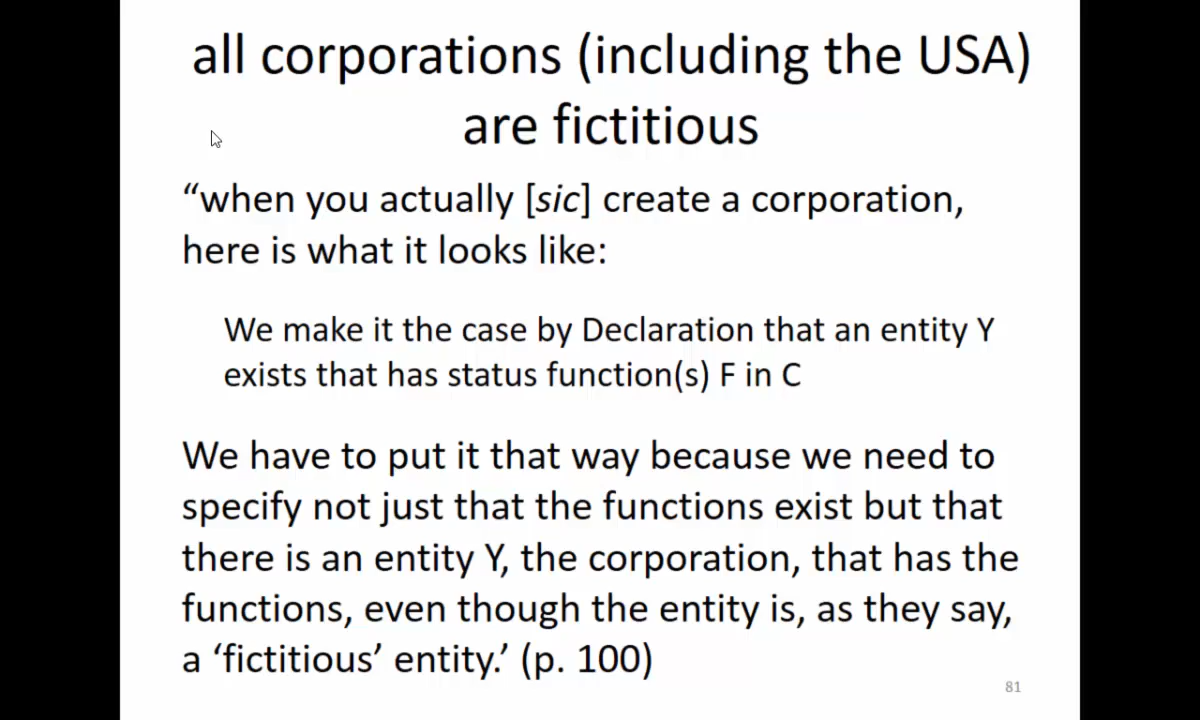 all corporations (including the USA)
are fictitious
“when you actually [sic] create a corporation,
here is what it looks like:
We make it the case by Declaration that an entity Y
exists that has status function(s) F in C
We have to put it that way because we need to
specify not just that the functions exist but that
there is an entity Y, the corporation, that has the
functions, even though the entity is, as they say,
a ‘fictitious’ entity.’ (p. 100)
81